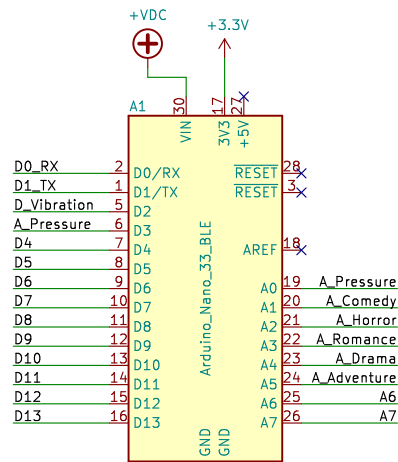 +VDC
+3.3V
A1
30 17 27
VIN 3V3 +5V
D0_RX 2 D0/RX RESET 28
D1_TX 1 D1/TX RESET 3
D_Vibration 5 D2
A_Pressure 6 D3
D4 7 D4 AREF 18
D5 8 D5
D6 9 D6 A0 19 A_Pressure
D7 10 D7 A1 20 A_Comedy
D8 11 D8 A2 21 A_Horror
D9 12 D9 A3 22 A_Romance
D10 13 D10 A4 23 A_Drama
D11 14 D11 A5 24 A_Adventure
D12 15 D12 A6 25 A6
D13 16 D13 A7 26 A7
Arduino_Nano_33_BLE
GND GND